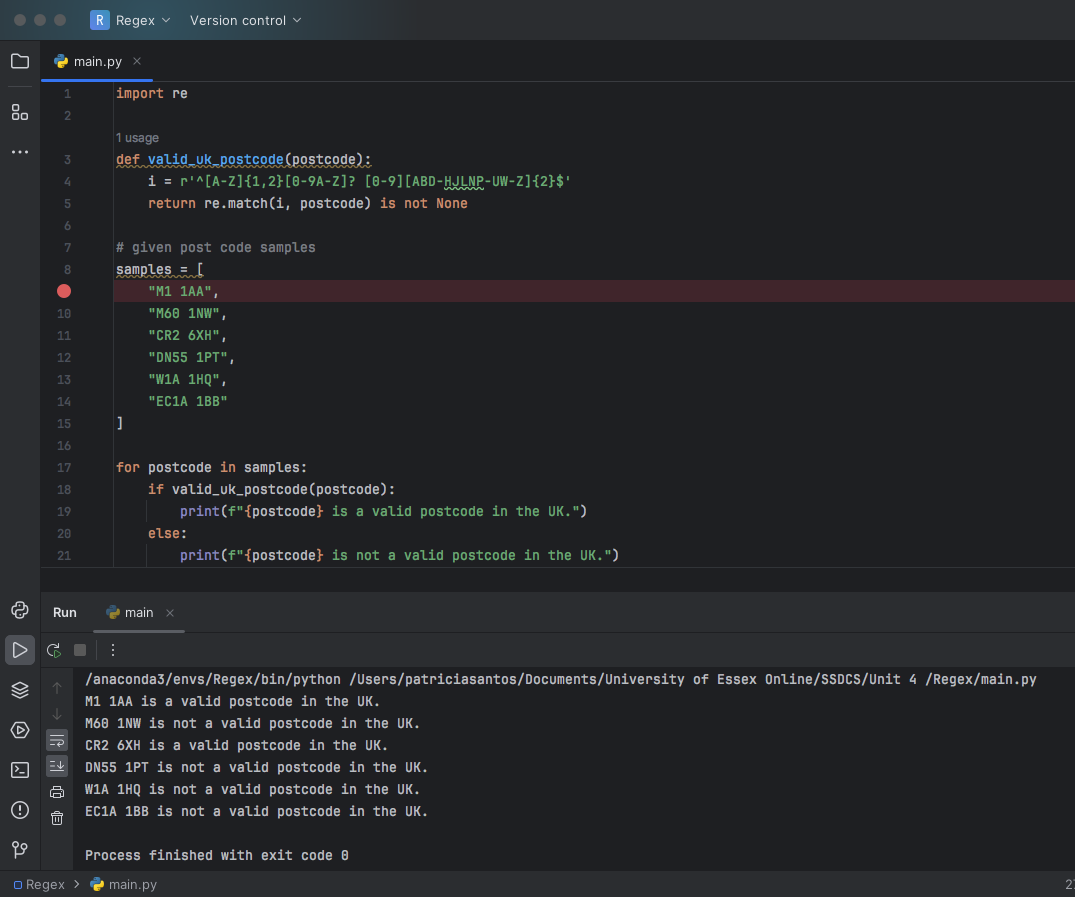 R Regex Version control
main.py
1 import re
2
1 usage
3 def valid_uk_postcode(postcode):
4 i = r'^[A-Z]{1,2}[0-9A-Z]? [0-9][ABD-HJLNP-UW-Z]{2}$'
5 return re.match(i, postcode) is not None
6
7 # given post code samples
8 samples = [
"M1 1AA",
10 "M60 1NW",
11 "CR2 6XH",
12 "DN55 1PT",
13 "W1A 1HQ",
14 "EC1A 1BB"
15 ]
16
17 for postcode in samples:
18 if valid_uk_postcode(postcode):
19 print(f"{postcode} is a valid postcode in the UK.")
20 else:
21 print(f"{postcode} is not a valid postcode in the UK.")
Run main
/anaconda3/envs/Regex/bin/python /Users/patriciasantos/Documents/University of Essex Online/SSDCS/Unit 4 /Regex/main.py
M1 1AA is a valid postcode in the UK.
M60 1NW is not a valid postcode in the UK.
CR2 6XH is a valid postcode in the UK.
DN55 1PT is not a valid postcode in the UK.
W1A 1HQ is not a valid postcode in the UK.
EC1A 1BB is not a valid postcode in the UK.
Process finished with exit code 0
Regex > main.py